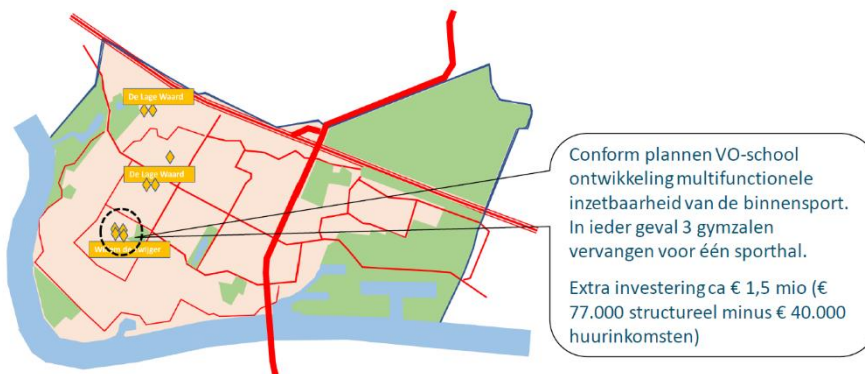 De Lage Waard
De Lage Waard
Conform plannen VO-school
ontwikkeling multifunctionele
inzetbaarheid van de binnensport.
In ieder geval 3 gymzalen
vervangen voor één sporthal.
Extra investering ca € 1,5 mio (€
77.000 structureel minus € 40.000
huurinkomsten)